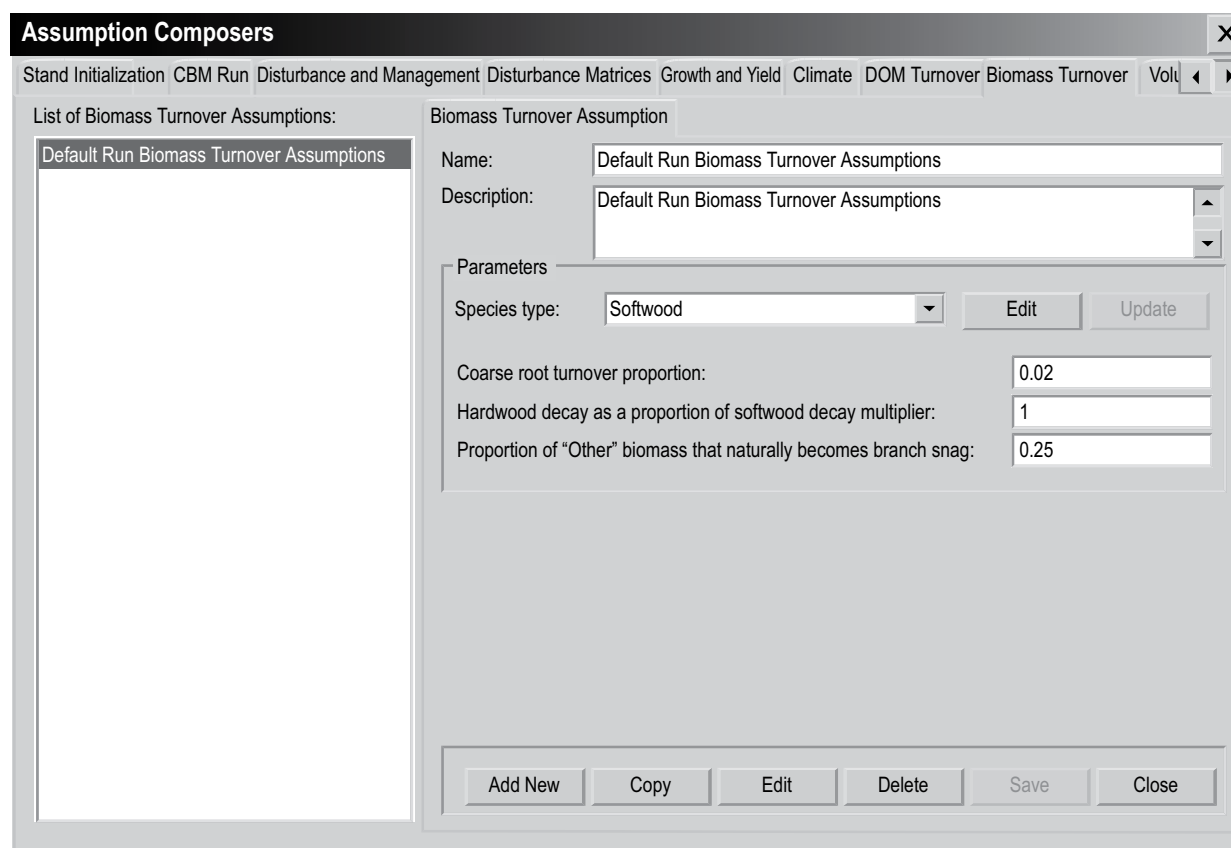 Assumption Composers
Stand Initialization CBM Run Disturbance and Management Disturbance Matrices Growth and Yield Climate DOM Turnover Biomass Turnover Volu
List of Biomass Turnover Assumptions:
Default Run Biomass Turnover Assumptions
Biomass Turnover Assumption
Name: Default Run Biomass Turnover Assumptions
Description: Default Run Biomass Turnover Assumptions
Parameters
Species type: Softwood Edit Update
Coarse root turnover proportion: 0.02
Hardwood decay as a proportion of softwood decay multiplier: 1
Proportion of “Other” biomass that naturally becomes branch snag: 0.25
Add New Copy Edit Delete Save Close